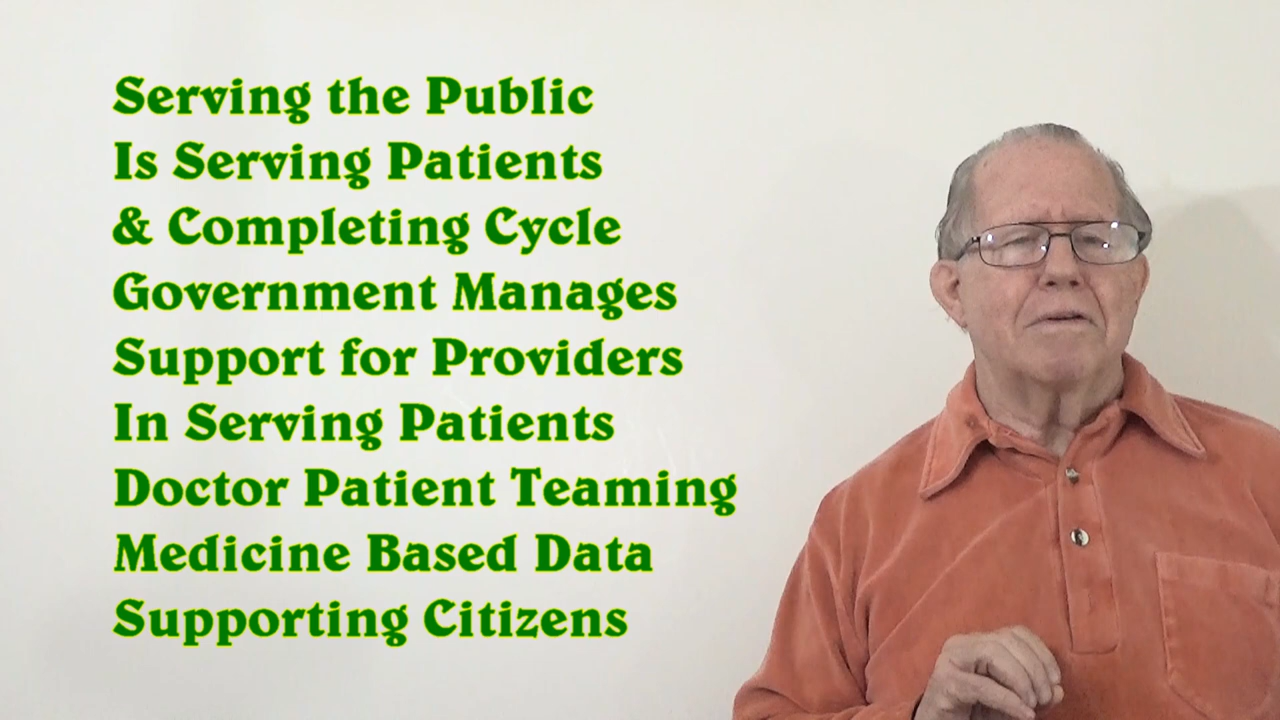 Serving the Public
Is Serving Patients
& Completing Cycle
Government Manages
Support for Providers
In Serving Patients
Doctor Patient Teaming
Medicine Based Data
Supporting Citizens